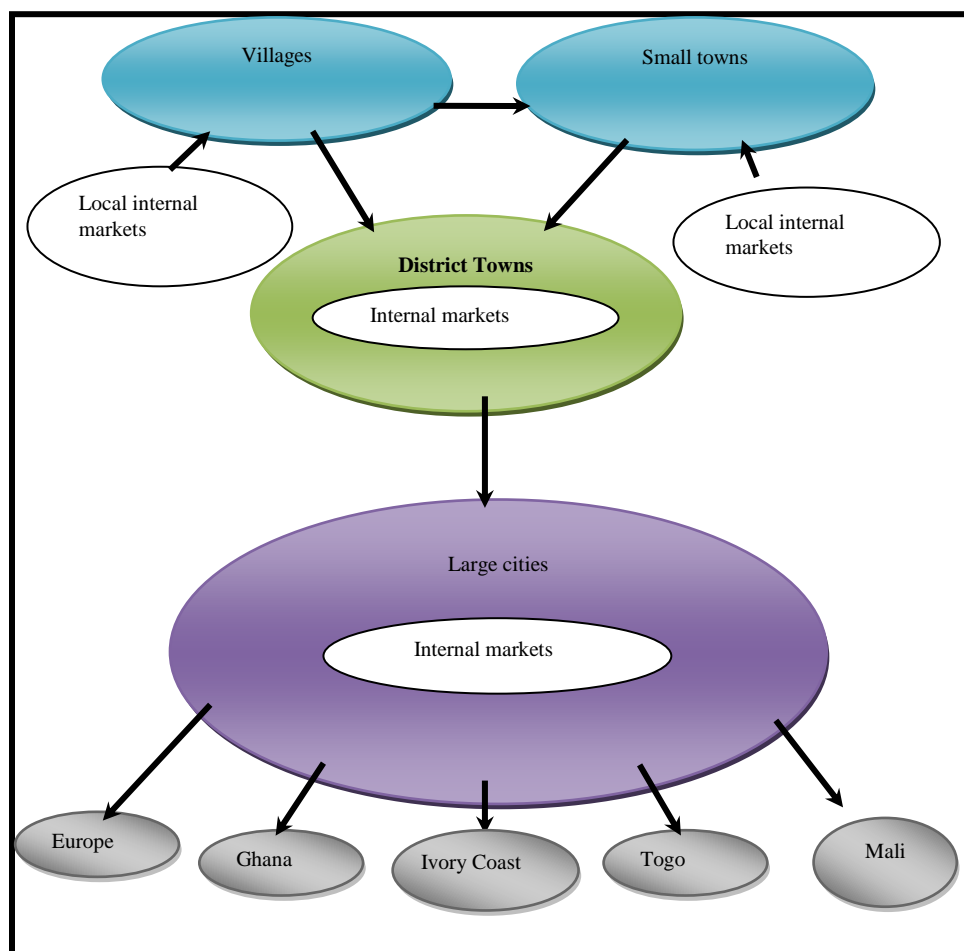 Villages
Small towns
Local internal
markets
Local internal
markets
District Towns
Internal markets
Large cities
Internal markets
Europe
Ghana
Ivory Coast
Togo
Mali